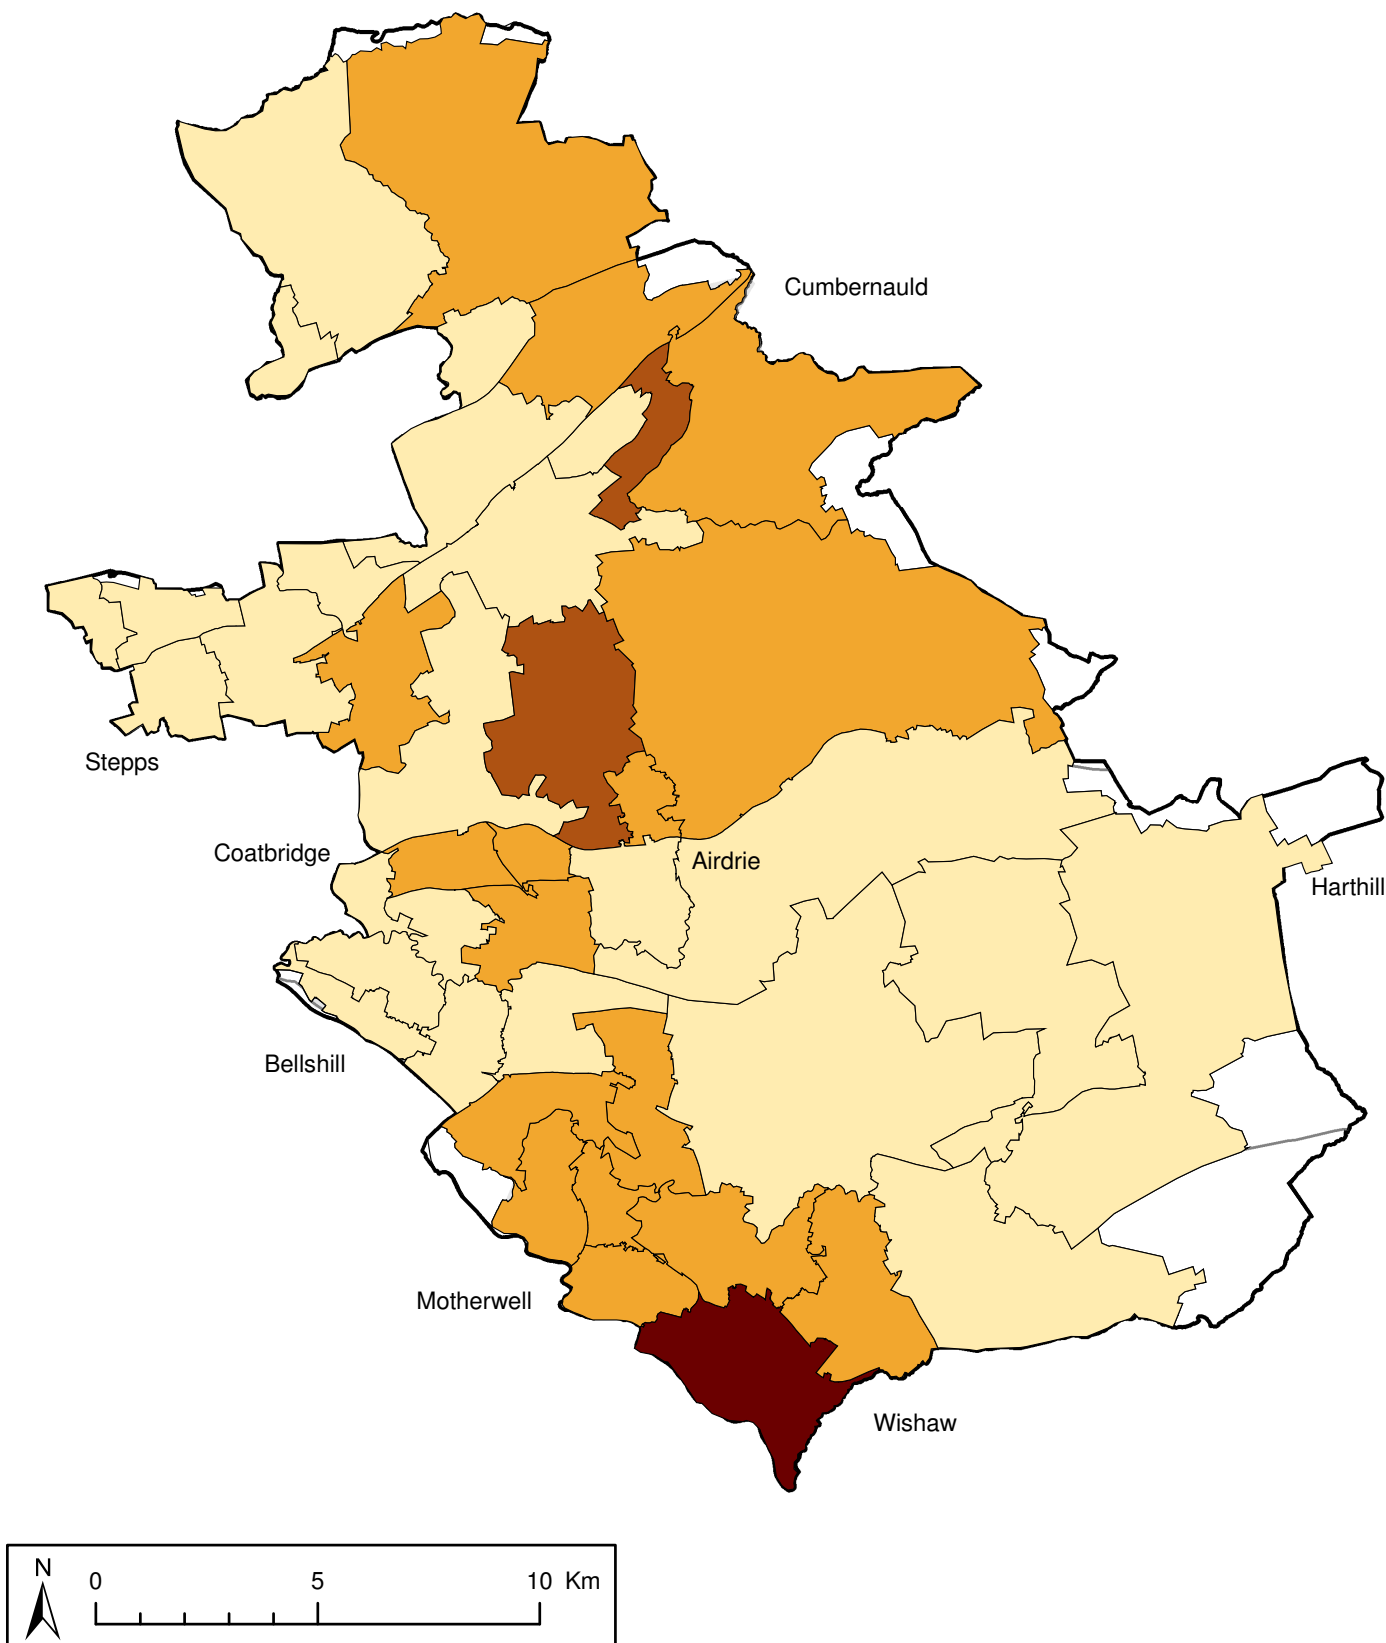 Cumbernauld
Stepps
Coatbridge
Airdrie
Harthill
Bellshill
Motherwell
Wishaw
N
0 5 10 Km